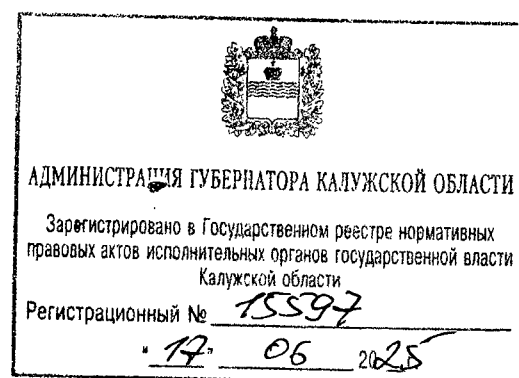 АДМИНИСТРАЦИЯ ГУБЕРНАТОРА КАЛУЖСКОЙ ОБЛАСТИ
Зарегистрировано в Государственном реестре нормативных
правовых актов исполнительных органов государственной власти
Калужской области
Регистрационный № 15597
"17" 06 2025